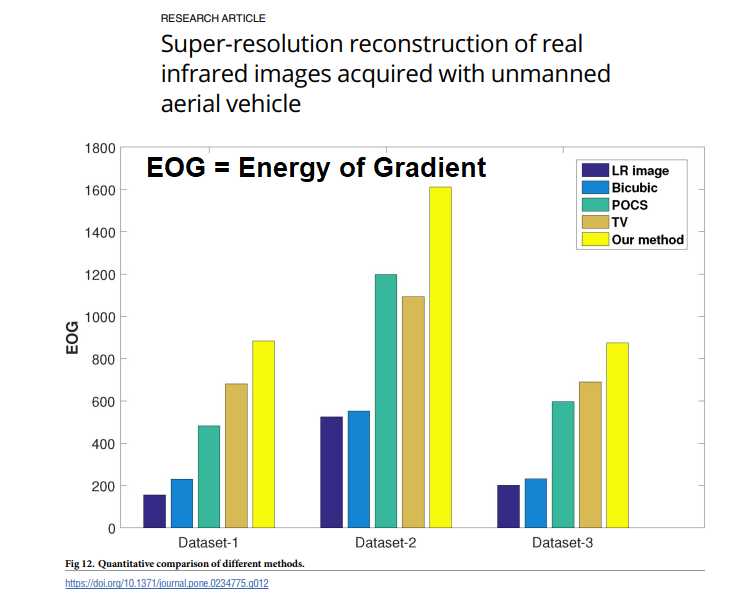 RESEARCH ARTICLE
Super-resolution reconstruction of real
infrared images acquired with unmanned
aerial vehicle
EOG = Energy of Gradient
1800
1600
1400
1200
1000
800
600
400
200
0
EOG
LR image
Bicubic
POCS
TV
Our method
Dataset-1 Dataset-2 Dataset-3
Fig 12. Quantitative comparison of different methods.
https://doi.org/10.1371/journal.pone.0234775.g012